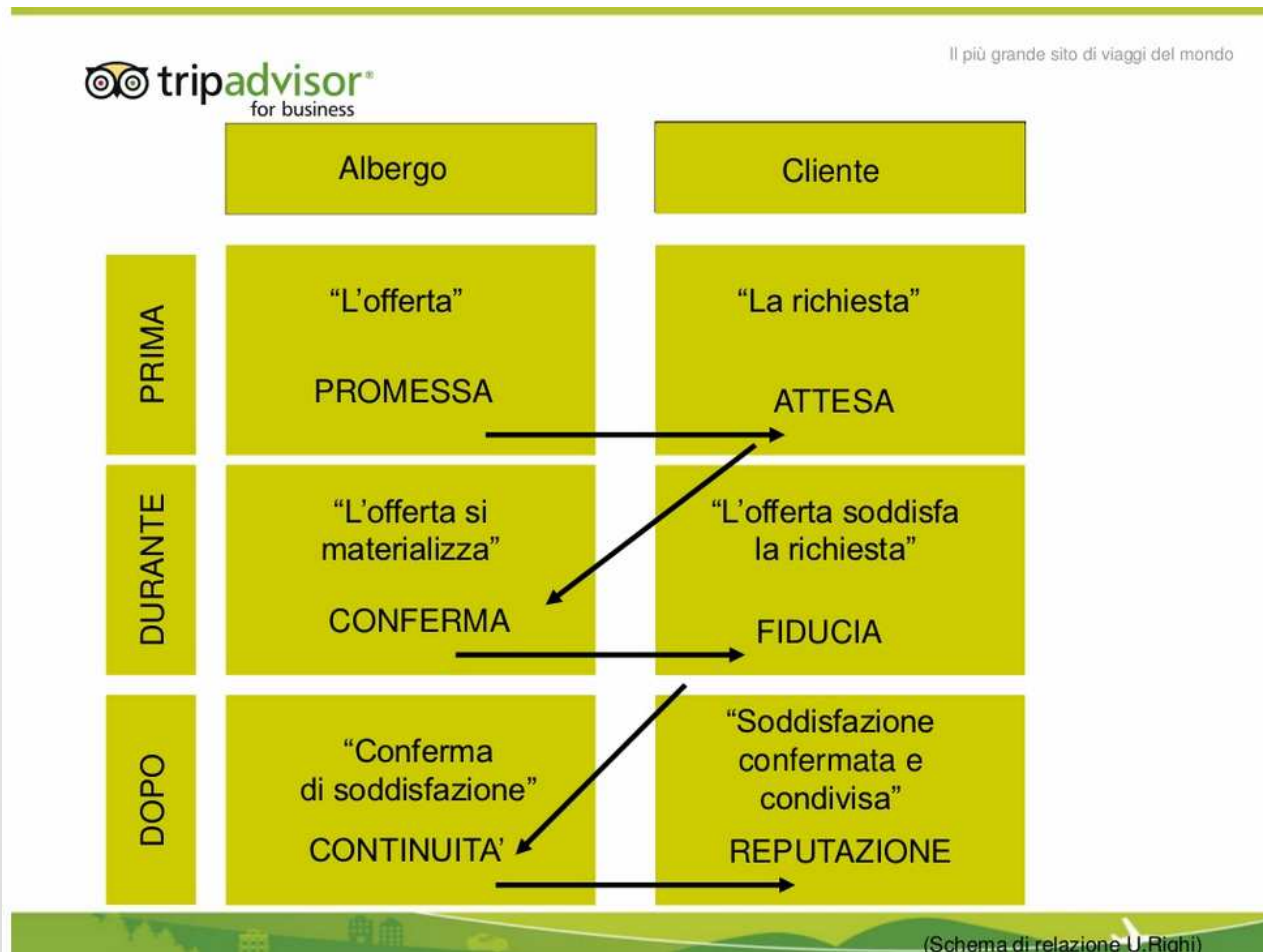 Il più grande sito di viaggi del mondo
tripadvisor®
for business
Albergo
Cliente
PRIMA
“L’offerta”
PROMESSA
“La richiesta”
ATTESA
DURANTE
“L’offerta si
materializza”
CONFERMA
“L’offerta soddisfa
la richiesta”
FIDUCIA
DOPO
“Conferma
di soddisfazione”
CONTINUITA’
“Soddisfazione
confermata e
condivisa”
REPUTAZIONE
(Schema di relazione U.Righi)